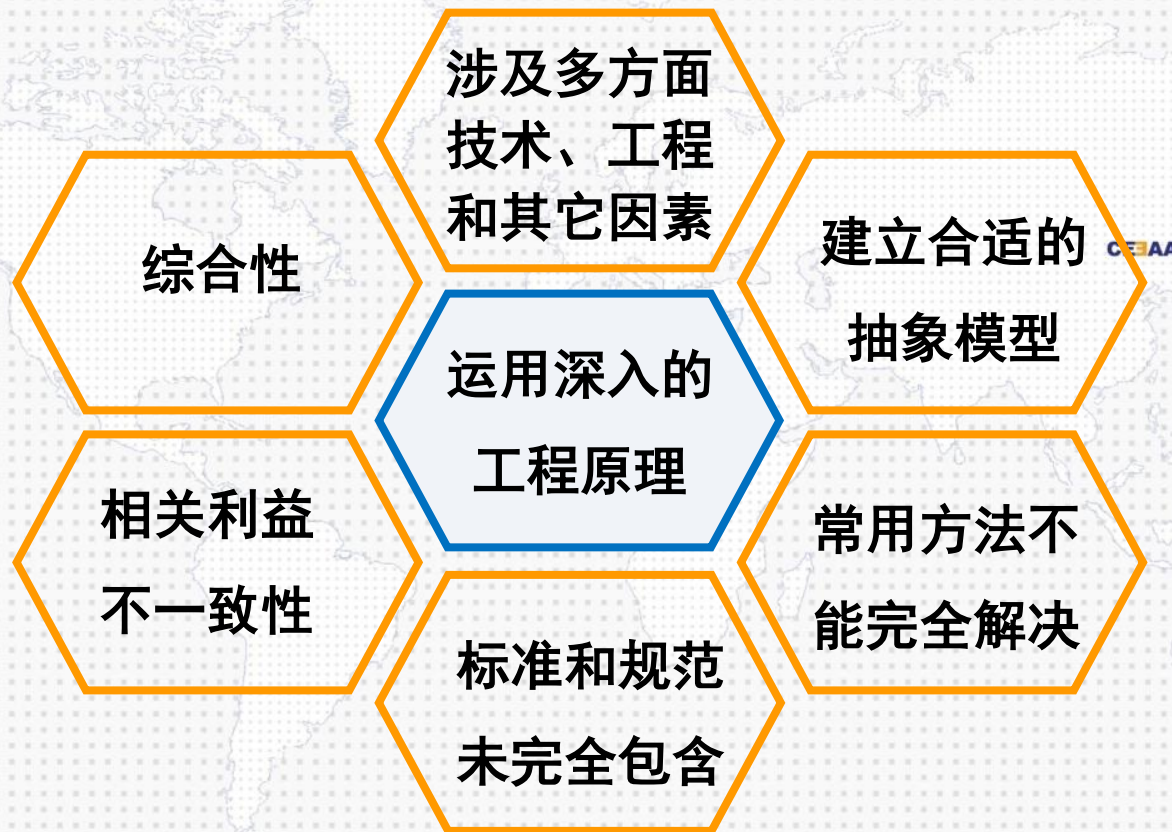 涉及多方面
技术、工程
和其它因素
综合性
建立合适的
抽象模型
CEEAA
运用深入的
工程原理
相关利益
不一致性
常用方法不
能完全解决
标准和规范
未完全包含